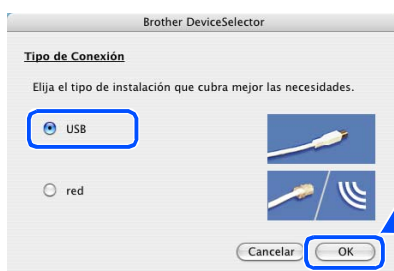 Brother DeviceSelector
Tipo de Conexión
Elija el tipo de instalación que cubra mejor las necesidades.
USB
red
Cancelar OK